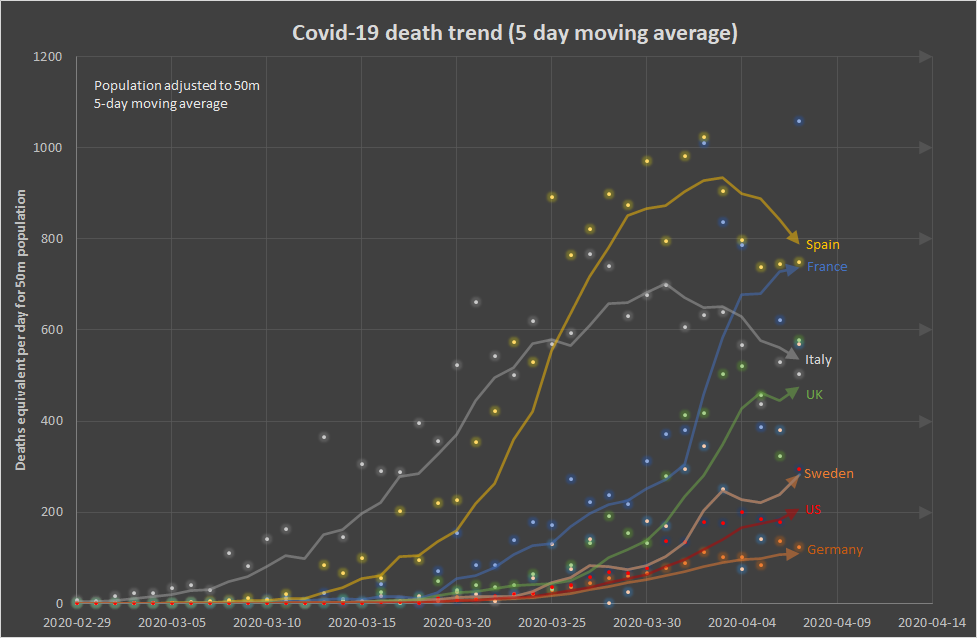 Covid-19 death trend (5 day moving average)
Population adjusted to 50m
5-day moving average
Deaths equivalent per day for 50m population
1200
1000
800
600
400
200
0
Spain
France
Italy
UK
Sweden
US
Germany
2020-02-29 2020-03-05 2020-03-10 2020-03-15 2020-03-20 2020-03-25 2020-03-30 2020-04-04 2020-04-09 2020-04-14